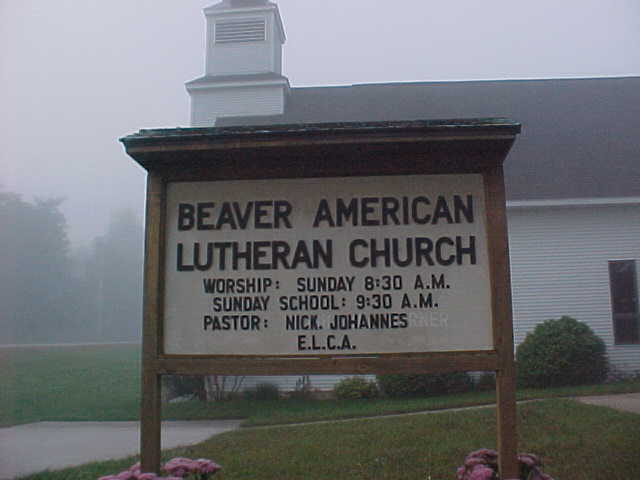 BEAVER AMERICAN
LUTHERAN CHURCH
WORSHIP: SUNDAY 8:30 A.M.
SUNDAY SCHOOL: 9:30 A.M.
PASTOR: NICK. JOHANNES
E.L.C.A.